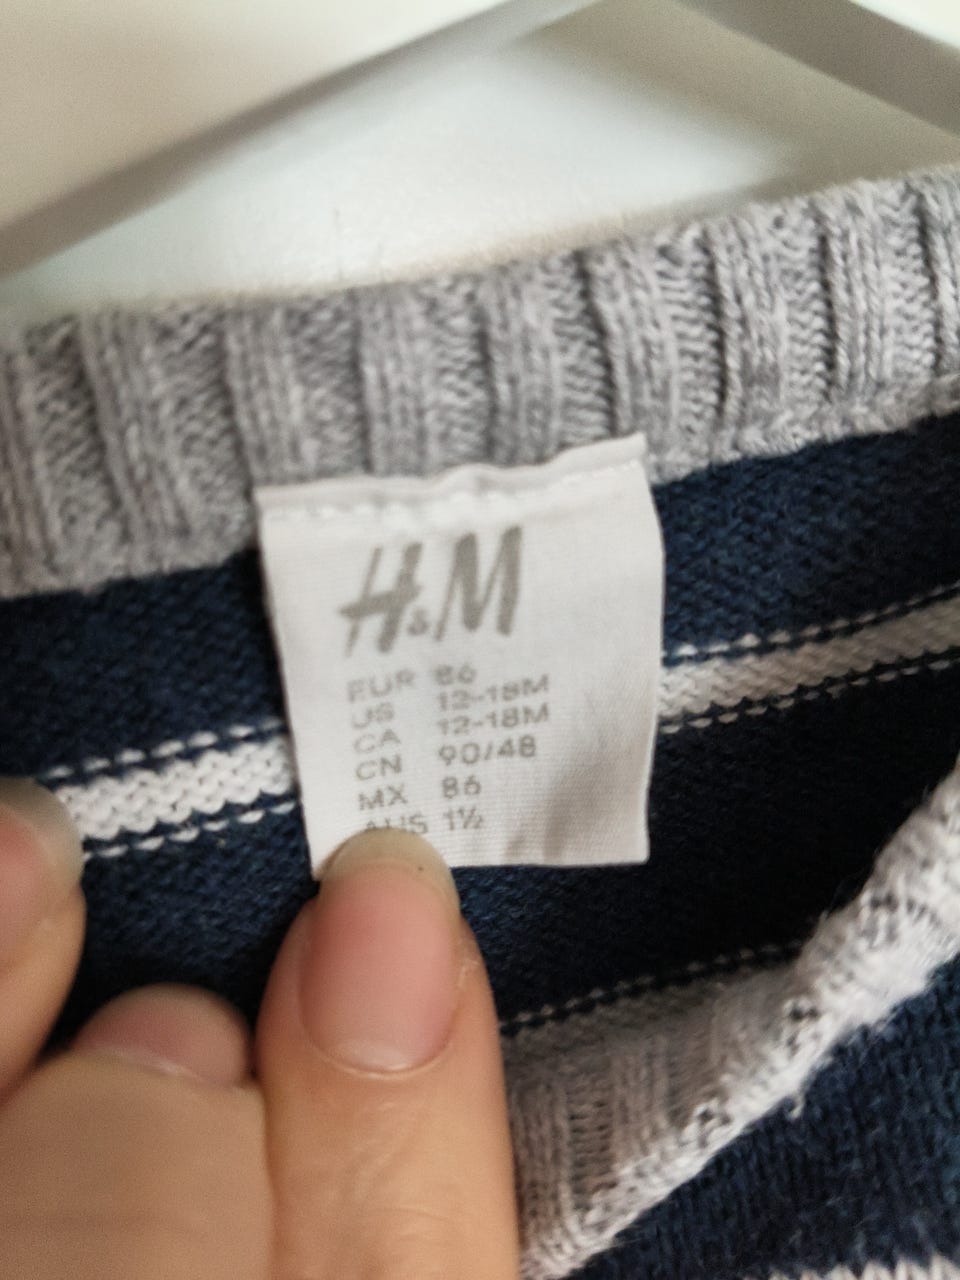 H&M
EUR 86
US 12-18M
CA 12-18M
CN 90/48
MX 86
AUS 1½